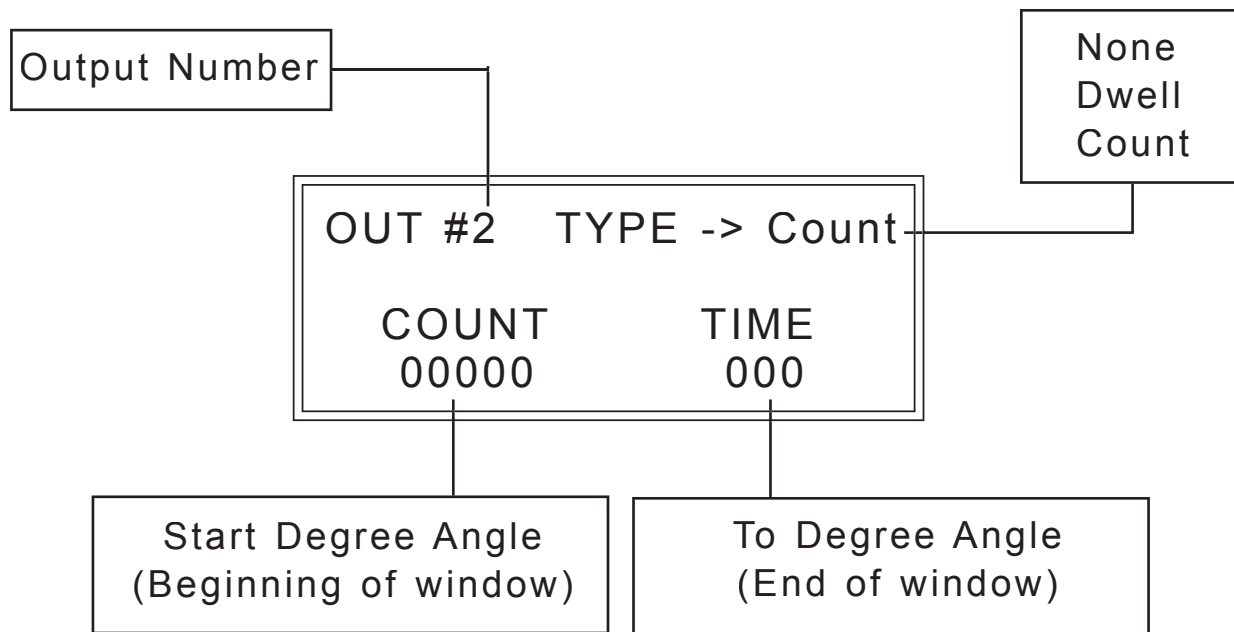 Output Number
None
Dwell
Count
OUT #2 TYPE -> Count
COUNT TIME
00000 000
Start Degree Angle
(Beginning of window)
To Degree Angle
(End of window)